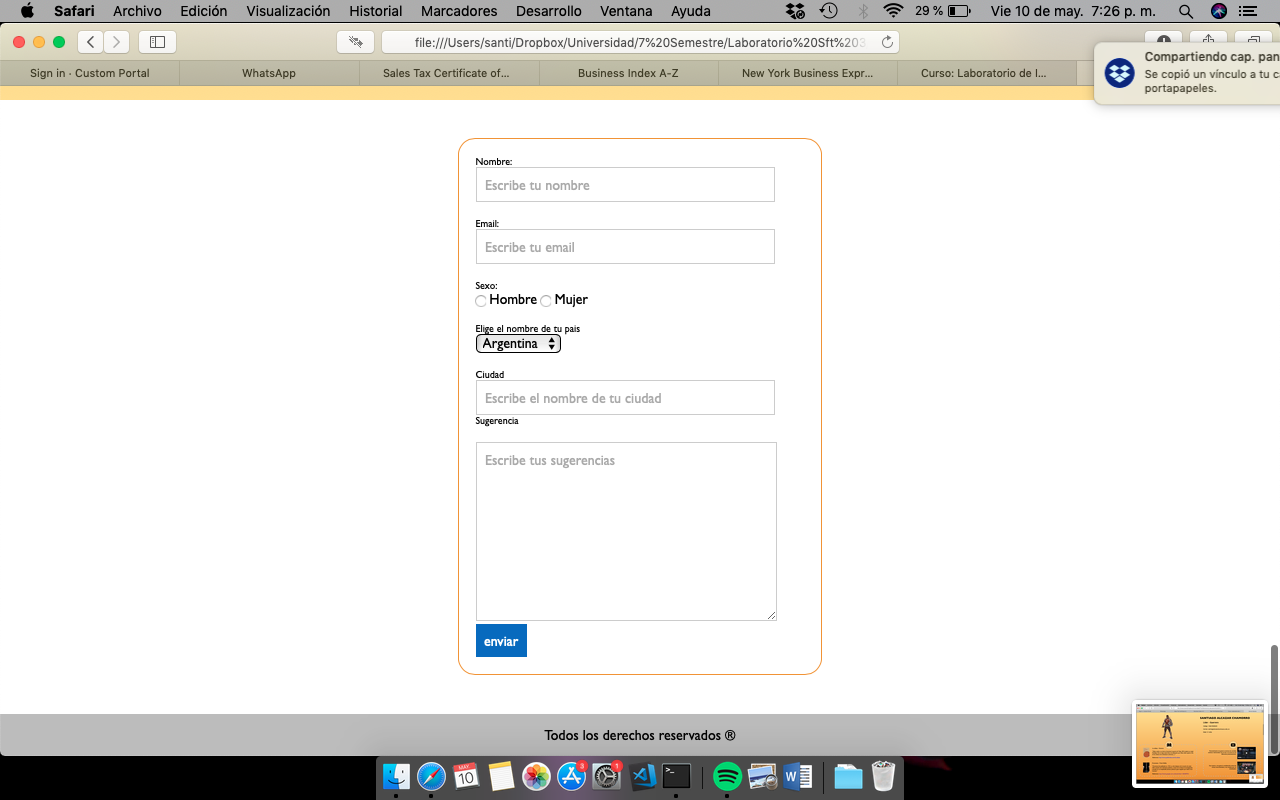 Safari Archivo Edición Visualización Historial Marcadores Desarrollo Ventana Ayuda 29 % Vie 10 de may. 7:26 p. m.
file:///Users/santi/Dropbox/Universidad/7%20Semestre/Laboratorio%20Sft%203
Sign in · Custom Portal WhatsApp Sales Tax Certificate of... Business Index A-Z New York Business Expr... Curso: Laboratorio de I...
Compartiendo cap. pan
Se copió un vínculo a tu c
portapapeles.
Nombre:
Escribe tu nombre
Email:
Escribe tu email
Sexo:
Hombre Mujer
Elige el nombre de tu pais
Argentina
Ciudad
Escribe el nombre de tu ciudad
Sugerencia
Escribe tus sugerencias
enviar
Todos los derechos reservados ®
SANTIAGO ALCAZAR CHAMORRO
MAY
10
3
1
W